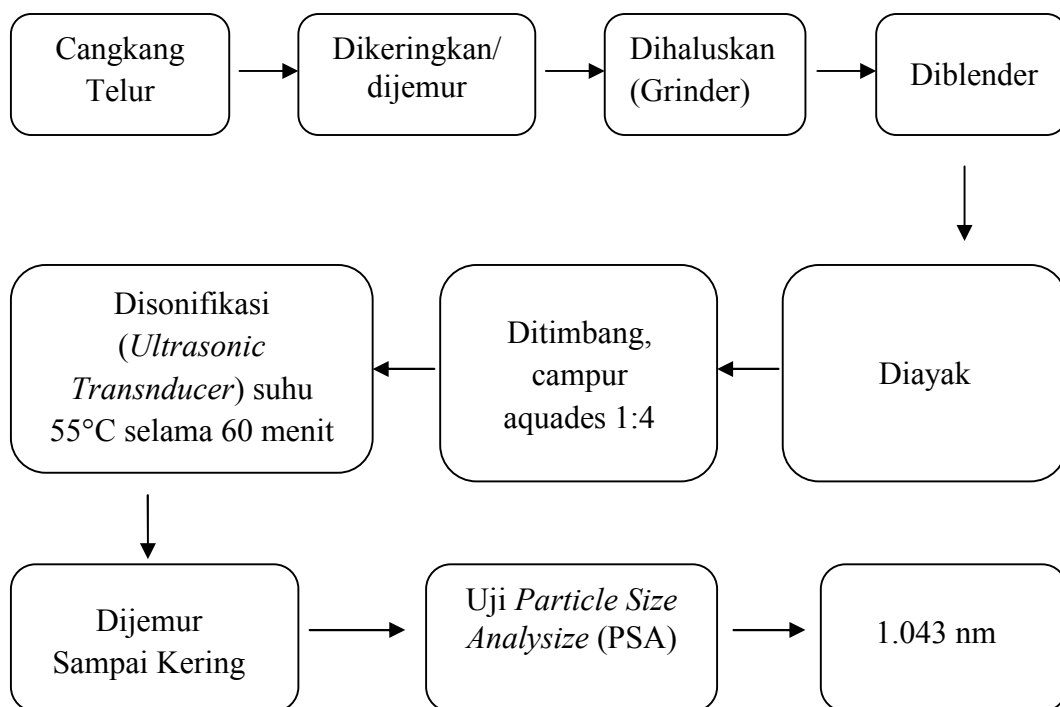 Cangkang
Telur
Dikeringkan/
dijemur
Dihaluskan
(Grinder)
Diblender
Diayak
Ditimbang,
campur
aquades 1:4
Disonifikasi
(Ultrasonic
Transnducer) suhu
55°C selama 60 menit
Dijemur
Sampai Kering
Uji Particle Size
Analysize (PSA)
1.043 nm